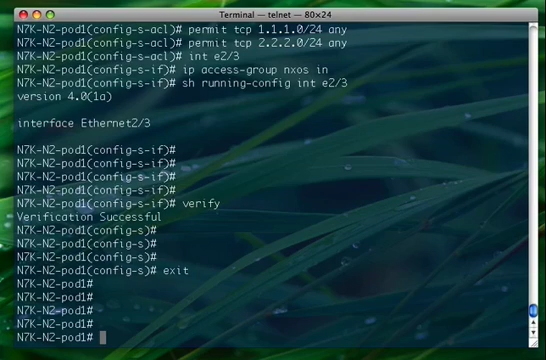 Terminal — telnet — 80×24
N7K-N2-pod1(config-s-acl)# permit tcp 1.1.1.0/24 any
N7K-N2-pod1(config-s-acl)# permit tcp 2.2.2.0/24 any
N7K-N2-pod1(config-s-acl)# int e2/3
N7K-N2-pod1(config-s-if)# ip access-group nxos in
N7K-N2-pod1(config-s-if)# sh running-config int e2/3
version 4.0(1a)
interface Ethernet2/3
N7K-N2-pod1(config-s-if)#
N7K-N2-pod1(config-s-if)#
N7K-N2-pod1(config-s-if)#
N7K-N2-pod1(config-s-if)#
N7K-N2-pod1(config-s-if)# verify
Verification Successful
N7K-N2-pod1(config-s)#
N7K-N2-pod1(config-s)#
N7K-N2-pod1(config-s)#
N7K-N2-pod1(config-s)# exit
N7K-N2-pod1#
N7K-N2-pod1#
N7K-N2-pod1#
N7K-N2-pod1#
N7K-N2-pod1#